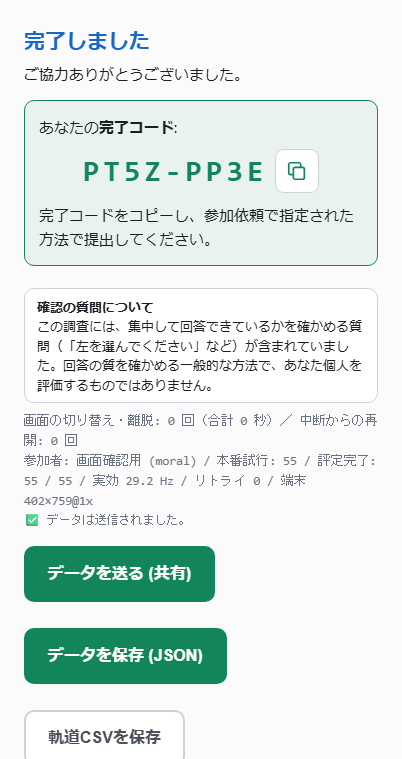 完了しました
ご協力ありがとうございました。
あなたの完了コード:
PT5Z-PP3E
完了コードをコピーし、参加依頼で指定された
方法で提出してください。
確認の質問について
この調査には、集中して回答できているかを確かめる質
問（「左を選んでください」など）が含まれていまし
た。回答の質を確かめる一般的な方法で、あなた個人を
評価するものではありません。
画面の切り替え・離脱: 0 回（合計 0 秒）／ 中断からの再
開: 0 回
参加者: 画面確認用 (moral) / 本番試行: 55 / 評定完了:
55 / 55 / 実効 29.2 Hz / リトライ 0 / 端末
402×759@1x
✅ データは送信されました。
データを送る (共有)
データを保存 (JSON)
軌道CSVを保存